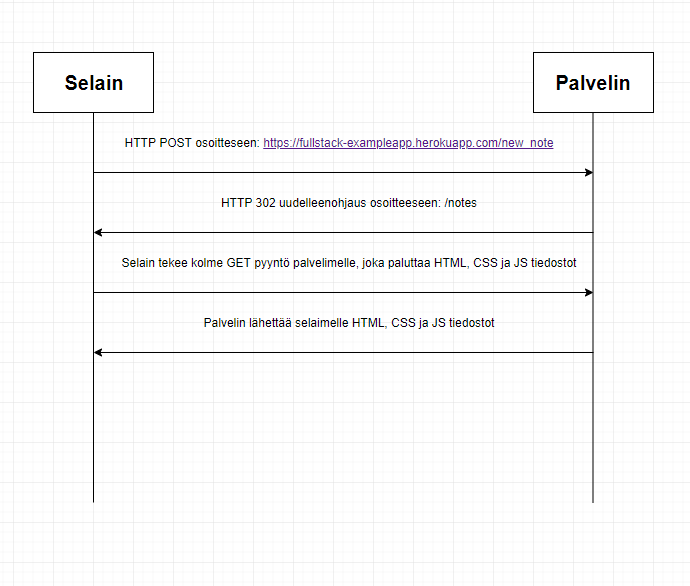 Selain
Palvelin
HTTP POST osoitteseen: https://fullstack-exampleapp.herokuapp.com/new_note
HTTP 302 uudelleenohjaus osoitteeseen: /notes
Selain tekee kolme GET pyyntö palvelimelle, joka paluttaa HTML, CSS ja JS tiedostot
Palvelin lähettää selaimelle HTML, CSS ja JS tiedostot